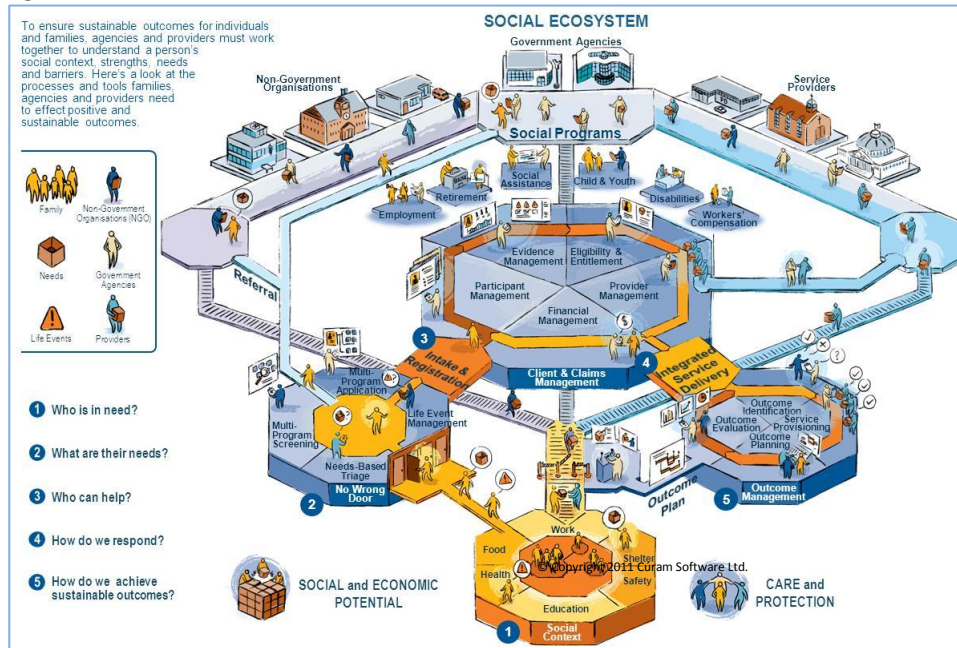 SOCIAL ECOSYSTEM
To ensure sustainable outcomes for individuals
and families, agencies and providers must work
together to understand a person's
social context, strengths, needs
and barriers. Here's a look at the
processes and tools families,
agencies and providers need
to effect positive and
sustainable outcomes.
Government Agencies
Non-Government
Organisations
Service
Providers
Social Programs
Family
Non-Government
Organisations (NGO)
Needs
Government
Agencies
Life Events
Providers
Employment
Retirement
BANK
Social
Assistance
Child & Youth
Disabilities
Workers'
Compensation
Referral
Evidence
Management
Eligibility &
Entitlement
Participant
Management
Provider
Management
Financial
Management
$
3
Intake &
Registration
Client & Claims
Management
4
Integrated
Service
Delivery
Multi-
Program
Application
?
Life Event
Management
Multi-
Program
Screening
?
Needs-Based
Triage
2
No Wrong
Door
?
Outcome
Identification
Outcome
Evaluation
Service
Provisioning
Outcome
Planning
Outcome
Plan
5
Outcome
Management
Work
Food
Shelter
Health
Safety
Education
© Copyright 2011 Cúram Software Ltd.
1
Social
Context
1 Who is in need?
2 What are their needs?
3 Who can help?
4 How do we respond?
5 How do we achieve
sustainable outcomes?
SOCIAL and ECONOMIC
POTENTIAL
CARE and
PROTECTION